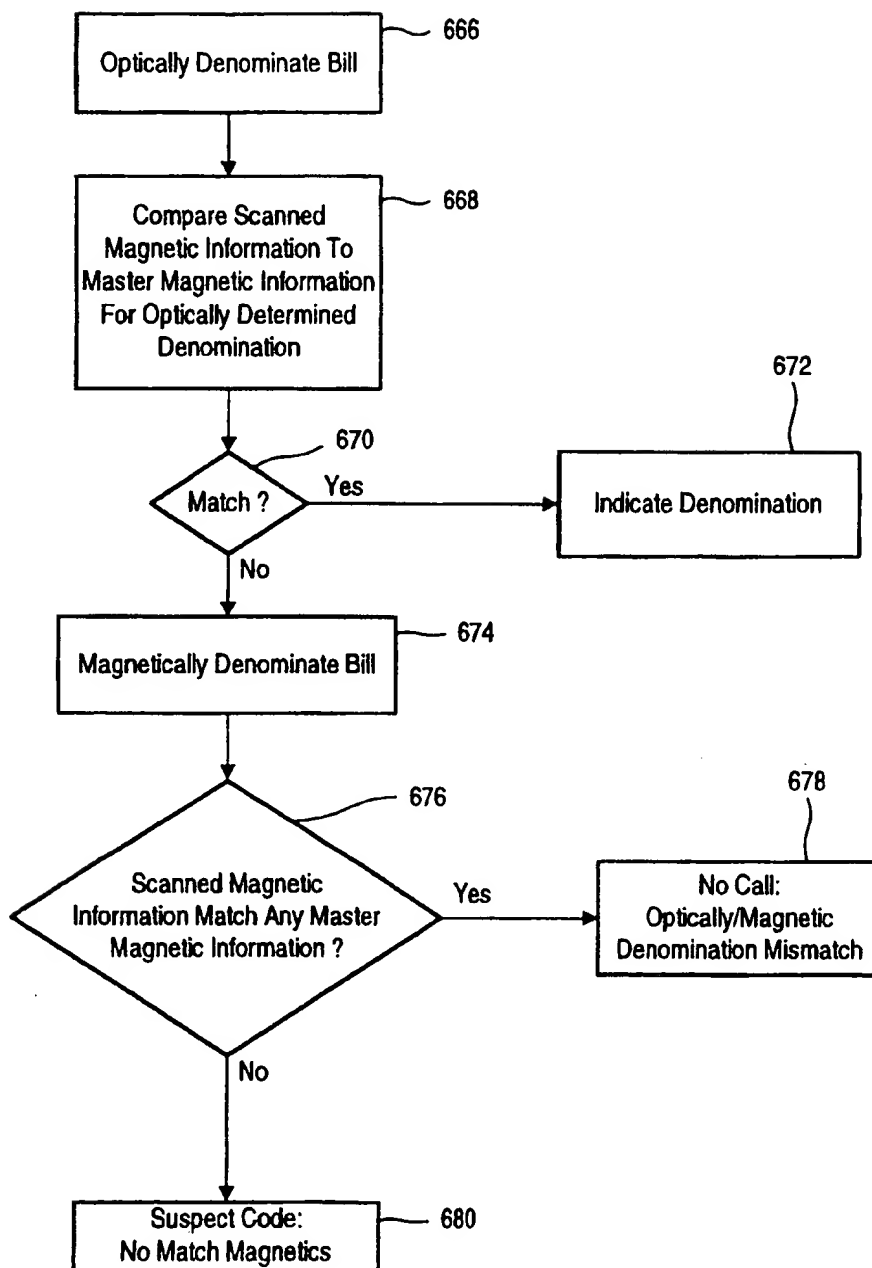 666
Optically Denominate Bill
668
Compare Scanned
Magnetic Information To
Master Magnetic Information
For Optically Determined
Denomination
672
670
Match ?
Yes
Indicate Denomination
No
674
Magnetically Denominate Bill
676
678
Scanned Magnetic
Information Match Any Master
Magnetic Information ?
Yes
No Call:
Optically/Magnetic
Denomination Mismatch
No
Suspect Code:
No Match Magnetics
680